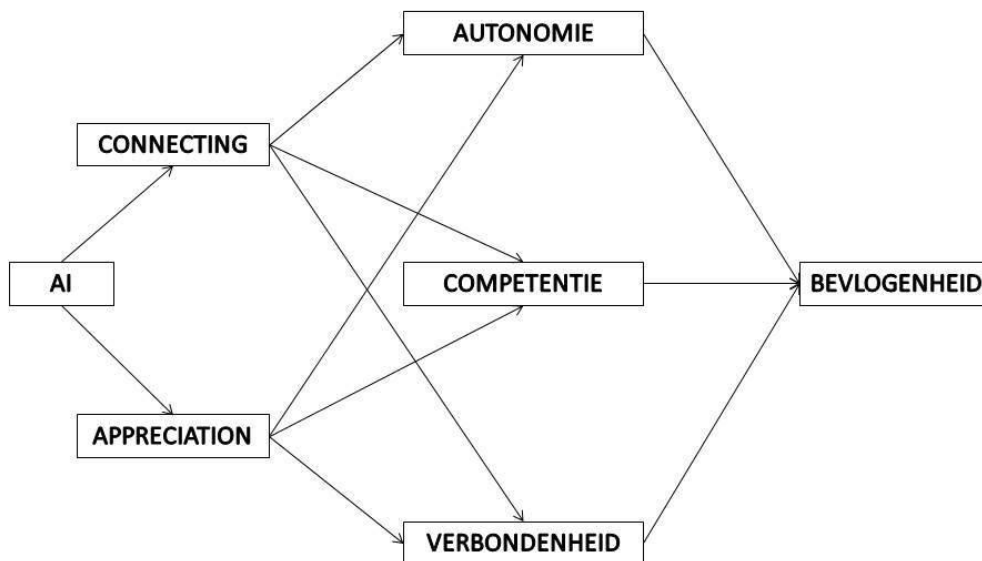 AUTONOMIE
CONNECTING
AI
COMPETENTIE
BEVLOGENHEID
APPRECIATION
VERBONDENHEID